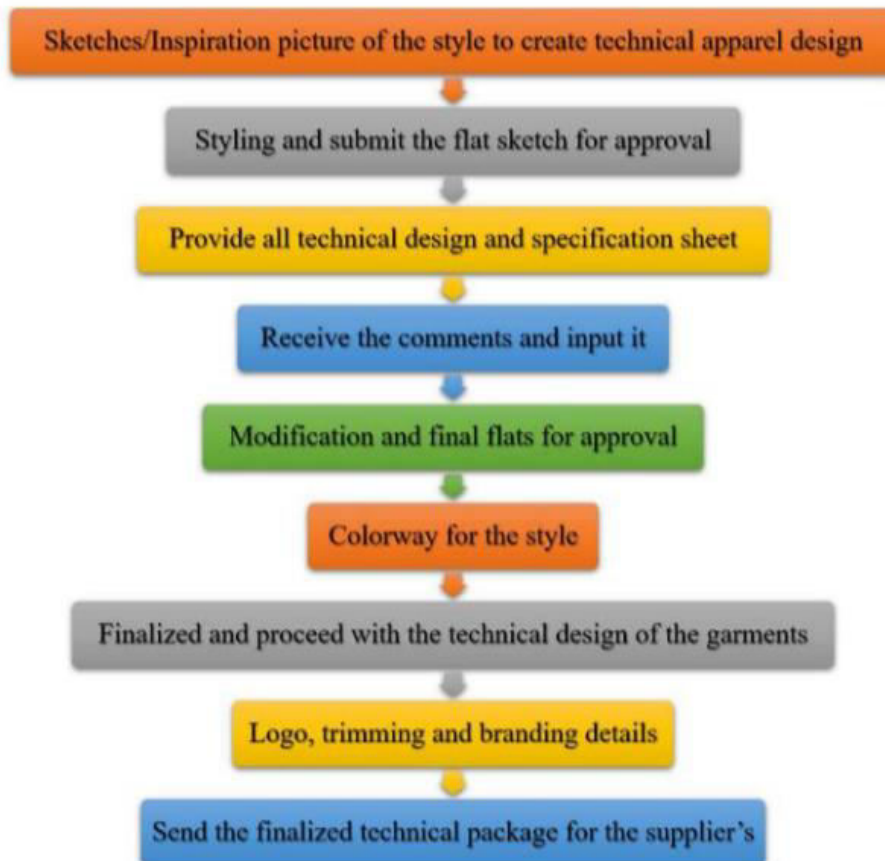 Sketches/Inspiration picture of the style to create technical apparel design
Styling and submit the flat sketch for approval
Provide all technical design and specification sheet
Receive the comments and input it
Modification and final flats for approval
Colorway for the style
Finalized and proceed with the technical design of the garments
Logo, trimming and branding details
Send the finalized technical package for the supplier’s